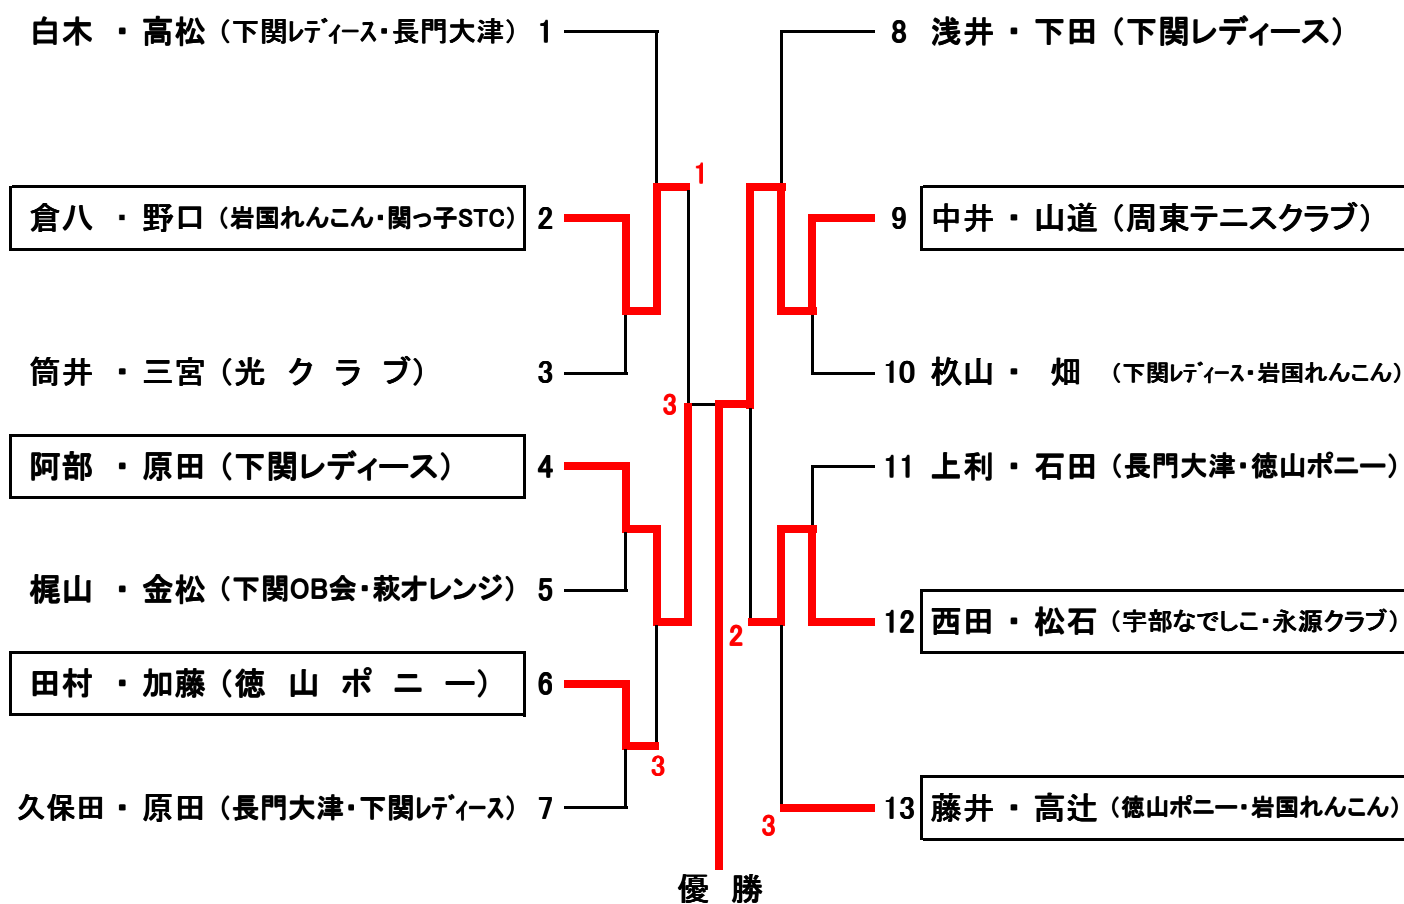 白木 ・ 高松 (下関レディース・長門大津) 1
倉八 ・ 野口 (岩国れんこん・関っ子STC) 2
筒井 ・ 三宮 (光 ク ラ ブ) 3
阿部 ・ 原田 (下関レディース) 4
梶山 ・ 金松 (下関OB会・萩オレンジ) 5
田村 ・ 加藤 (徳 山 ポ ニ ー) 6
久保田 ・ 原田 (長門大津・下関レディース) 7
1
3
3
8 浅井 ・ 下田 (下関レディース)
9 中井 ・ 山道 (周東テニスクラブ)
10 杁山 ・ 畑 (下関レディース・岩国れんこん)
11 上利 ・ 石田 (長門大津・徳山ポニー)
12 西田 ・ 松石 (宇部なでしこ・永源クラブ)
13 藤井 ・ 高辻 (徳山ポニー・岩国れんこん)
2
3
優 勝